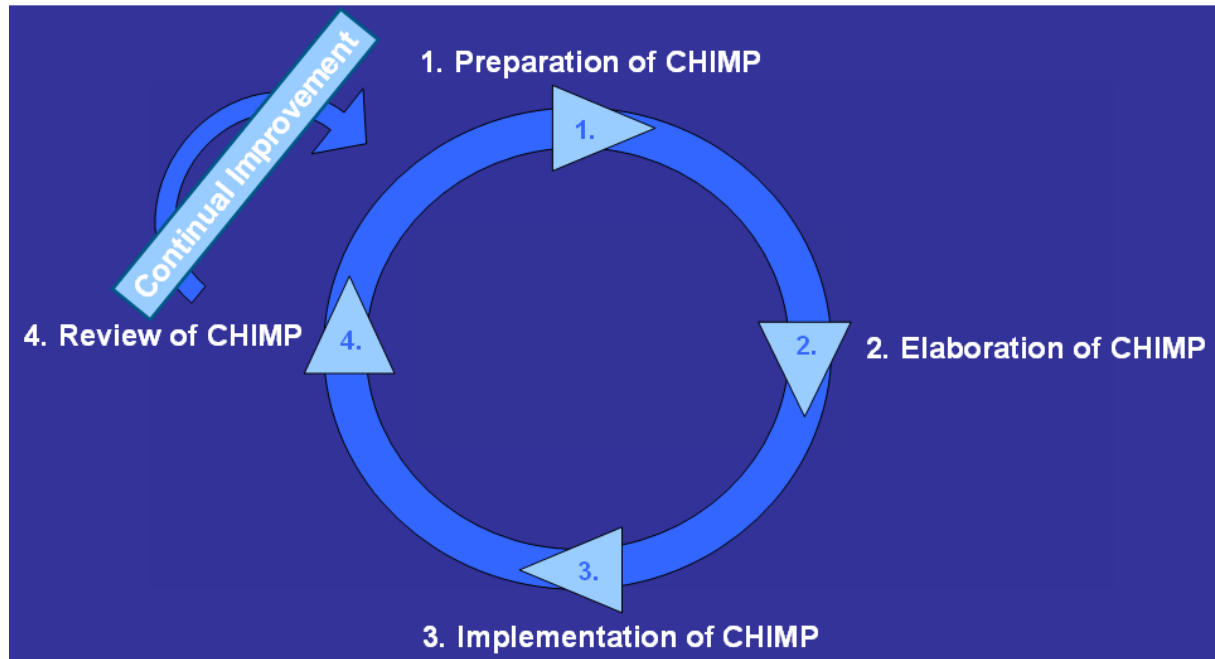 Continual Improvement
1. Preparation of CHIMP
1.
2.
2. Elaboration of CHIMP
3.
3. Implementation of CHIMP
4. Review of CHIMP
4.